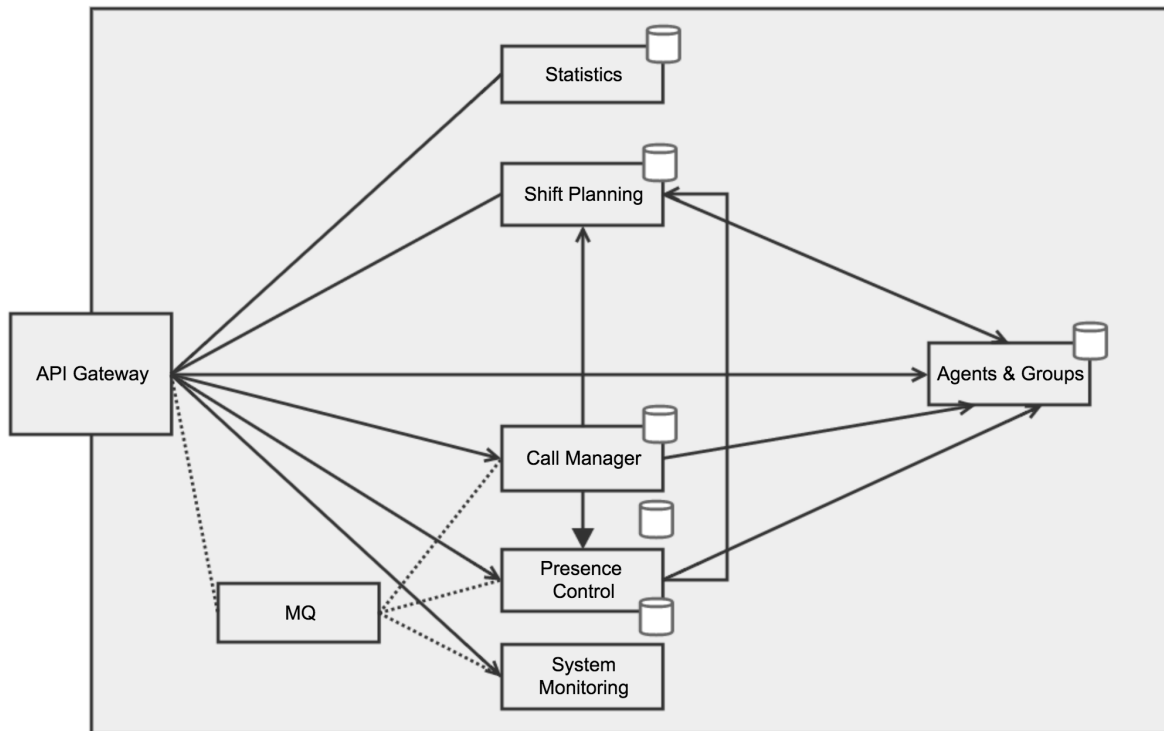 Statistics
Shift Planning
API Gateway
Agents & Groups
Call Manager
Presence
Control
MQ
System
Monitoring